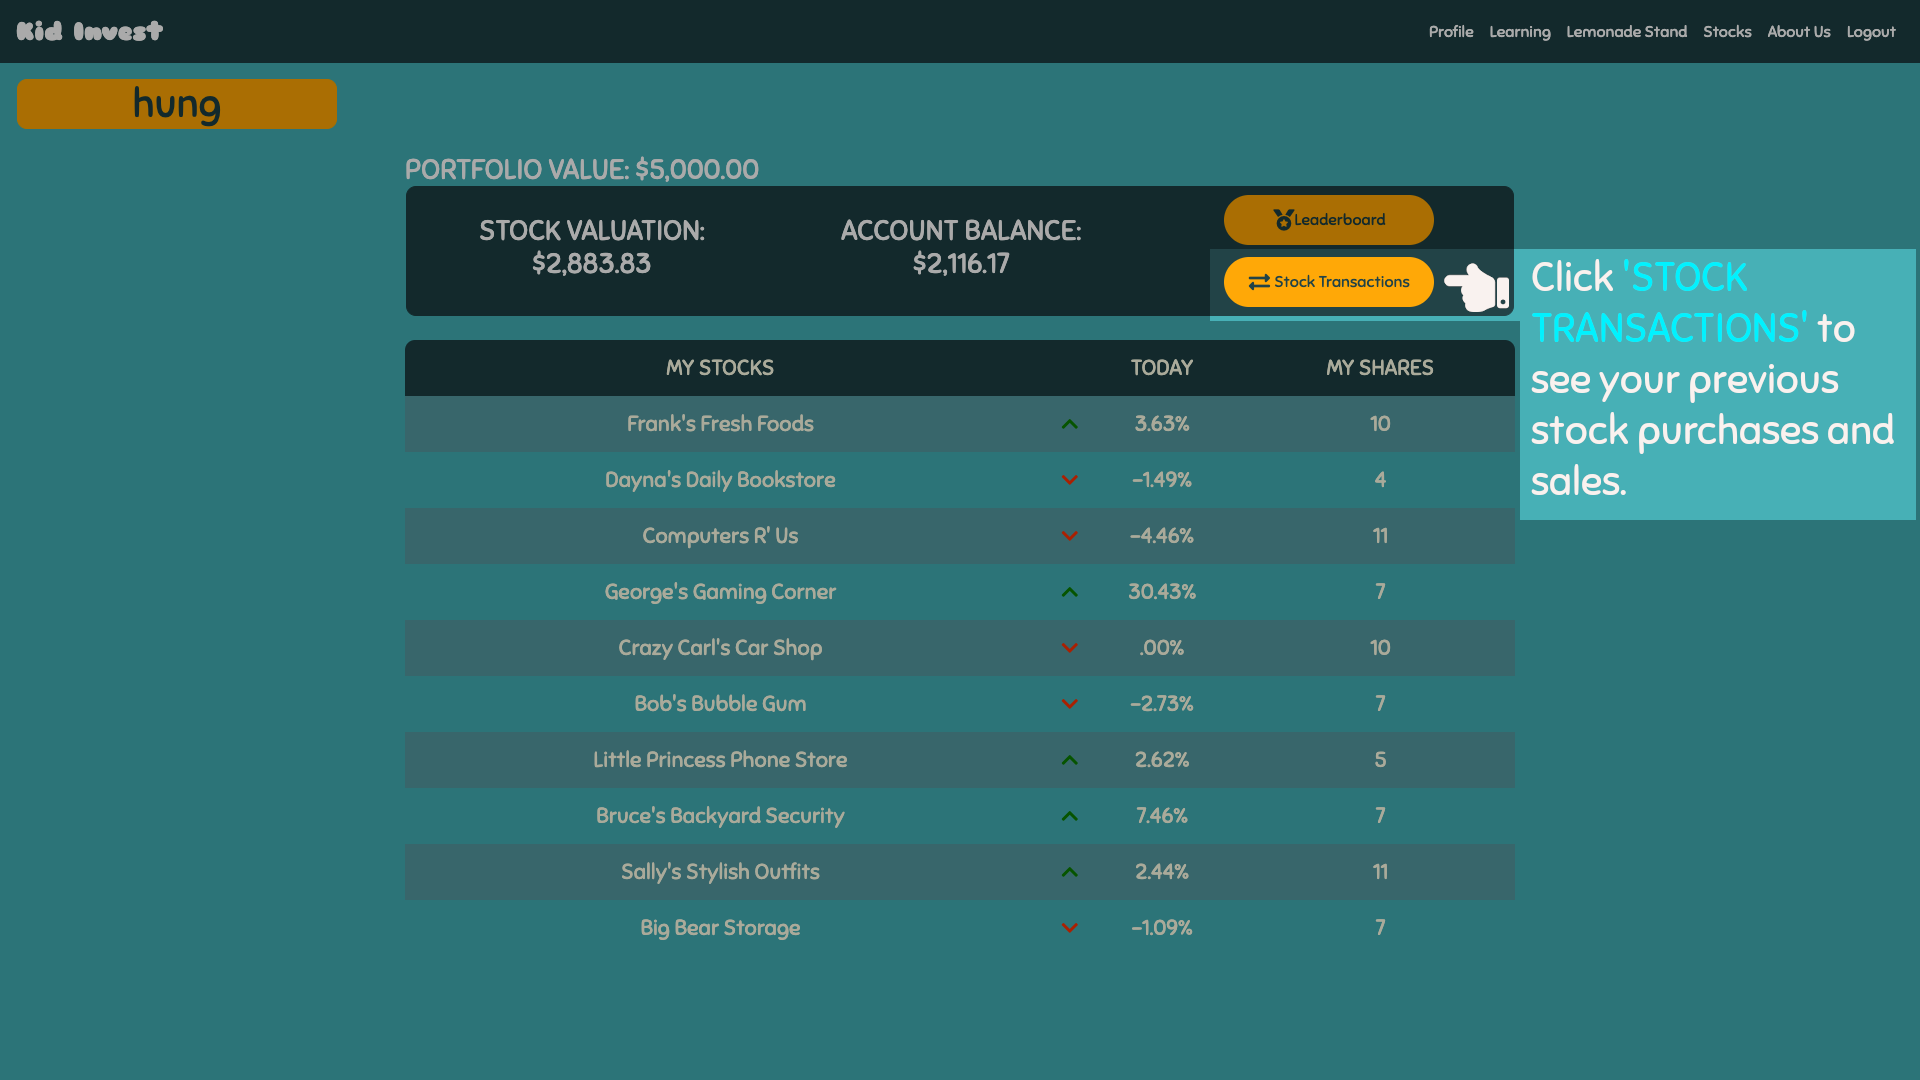 Kid Invest
Profile Learning Lemonade Stand Stocks About Us Logout
hung
PORTFOLIO VALUE: $5,000.00
STOCK VALUATION:
$2,883.83
ACCOUNT BALANCE:
$2,116.17
Leaderboard
Stock Transactions
Click 'STOCK
TRANSACTIONS' to
see your previous
stock purchases and
sales.
MY STOCKS TODAY MY SHARES
Frank's Fresh Foods 3.63% 10
Dayna's Daily Bookstore -1.49% 4
Computers R' Us -4.46% 11
George's Gaming Corner 30.43% 7
Crazy Carl's Car Shop .00% 10
Bob's Bubble Gum -2.73% 7
Little Princess Phone Store 2.62% 5
Bruce's Backyard Security 7.46% 7
Sally's Stylish Outfits 2.44% 11
Big Bear Storage -1.09% 7